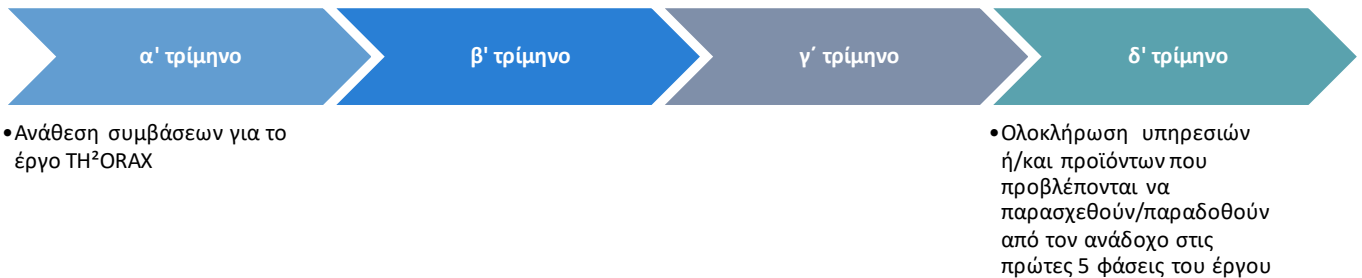 α' τρίμηνο
β' τρίμηνο
γ΄ τρίμηνο
δ' τρίμηνο
•Ανάθεση συμβάσεων για το
έργο TH²ORAX
•Ολοκλήρωση υπηρεσιών
ή/και προϊόντων που
προβλέπονται να
παρασχεθούν/παραδοθούν
από τον ανάδοχο στις
πρώτες 5 φάσεις του έργου